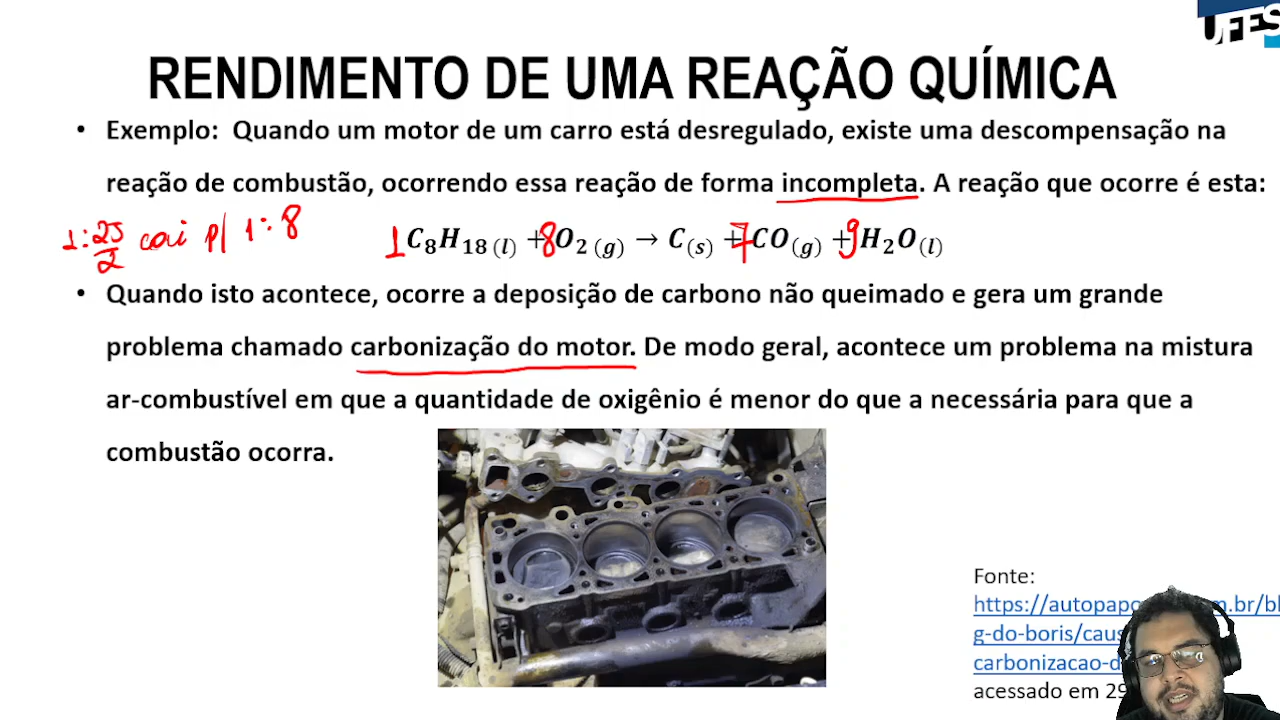 UFES
RENDIMENTO DE UMA REAÇÃO QUÍMICA
• Exemplo: Quando um motor de um carro está desregulado, existe uma descompensação na
reação de combustão, ocorrendo essa reação de forma incompleta. A reação que ocorre é esta:
1:25/2 cai p/ 1:8
1C₈H₁₈ (l) + 8O₂ (g) → C(s) + 7CO(g) + 9H₂O(l)
• Quando isto acontece, ocorre a deposição de carbono não queimado e gera um grande
problema chamado carbonização do motor. De modo geral, acontece um problema na mistura
ar-combustível em que a quantidade de oxigênio é menor do que a necessária para que a
combustão ocorra.
Fonte:
https://autopapo
g-do-boris/caus
carbonizacao-d
acessado em 29